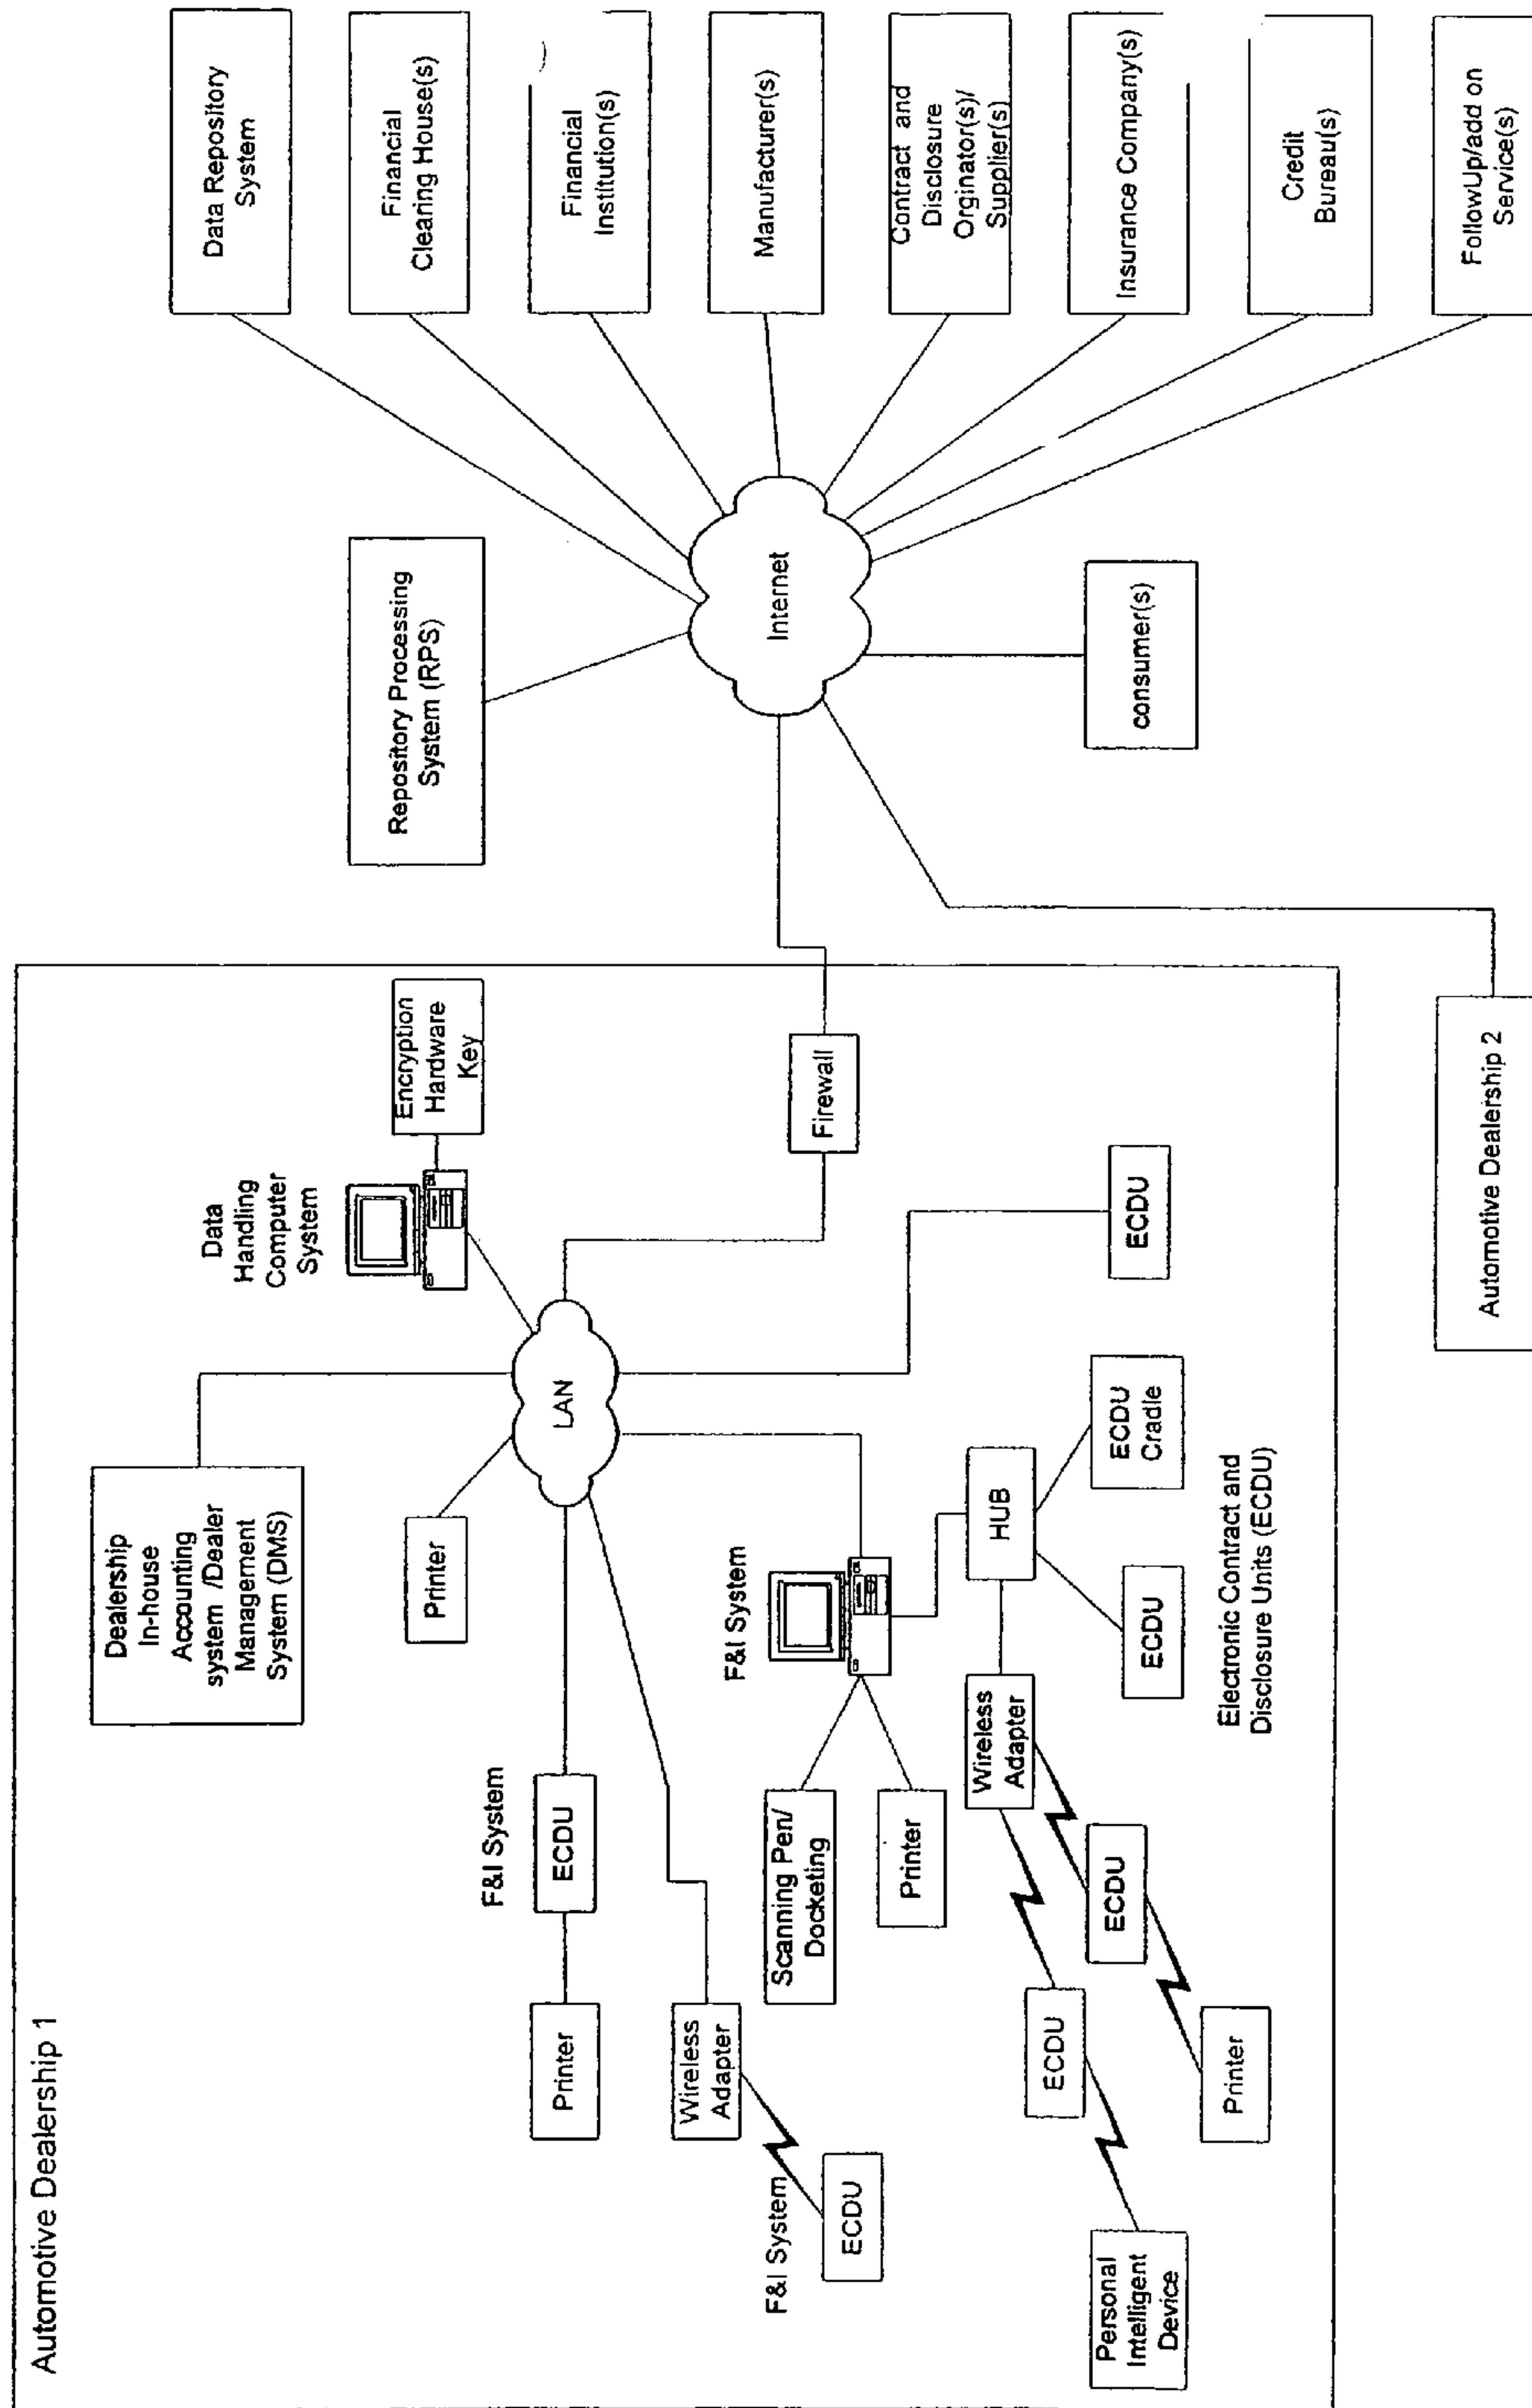 Automotive Dealership 1
Dealership
In-house
Accounting
system /Dealer
Management
System (DMS)
Printer
Data
Handling
Computer
System
Encryption
Hardware
Key
LAN
F&I System
ECDU
Printer
Wireless
Adapter
F&I System
ECDU
F&I System
Scanning Pen/
Docketing
Printer
HUB
Wireless
Adapter
ECDU
ECDU
Cradle
ECDU
ECDU
ECDU
Personal
Intelligent
Device
Printer
Electronic Contract and
Disclosure Units (ECDU)
Firewall
Automotive Dealership 2
Repository Processing
System (RPS)
Internet
consumer(s)
Data Repository
System
Financial
Clearing House(s)
Financial
Institution(s)
Manufacturer(s)
Contract and
Disclosure
Orginator(s)/
Supplier(s)
Insurance Company(s)
Credit
Bureau(s)
FollowUp/add on
Service(s)